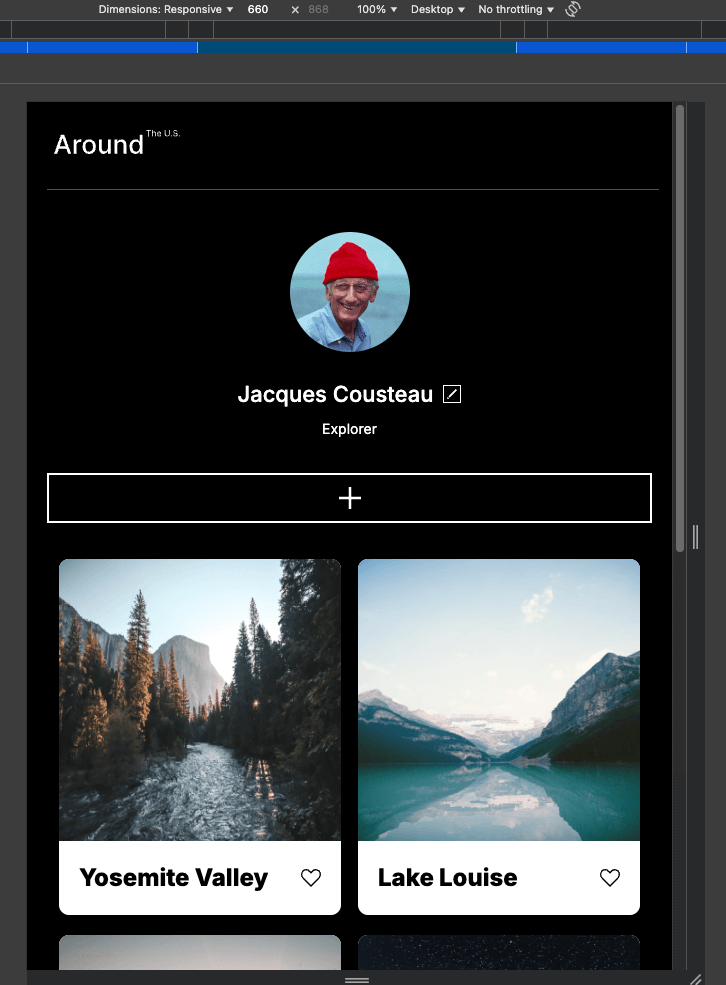 Dimensions: Responsive ▼ 660 × 868 100% ▼ Desktop ▼ No throttling ▼
Around The U.S.
Jacques Cousteau
Explorer
+
Yosemite Valley
Lake Louise